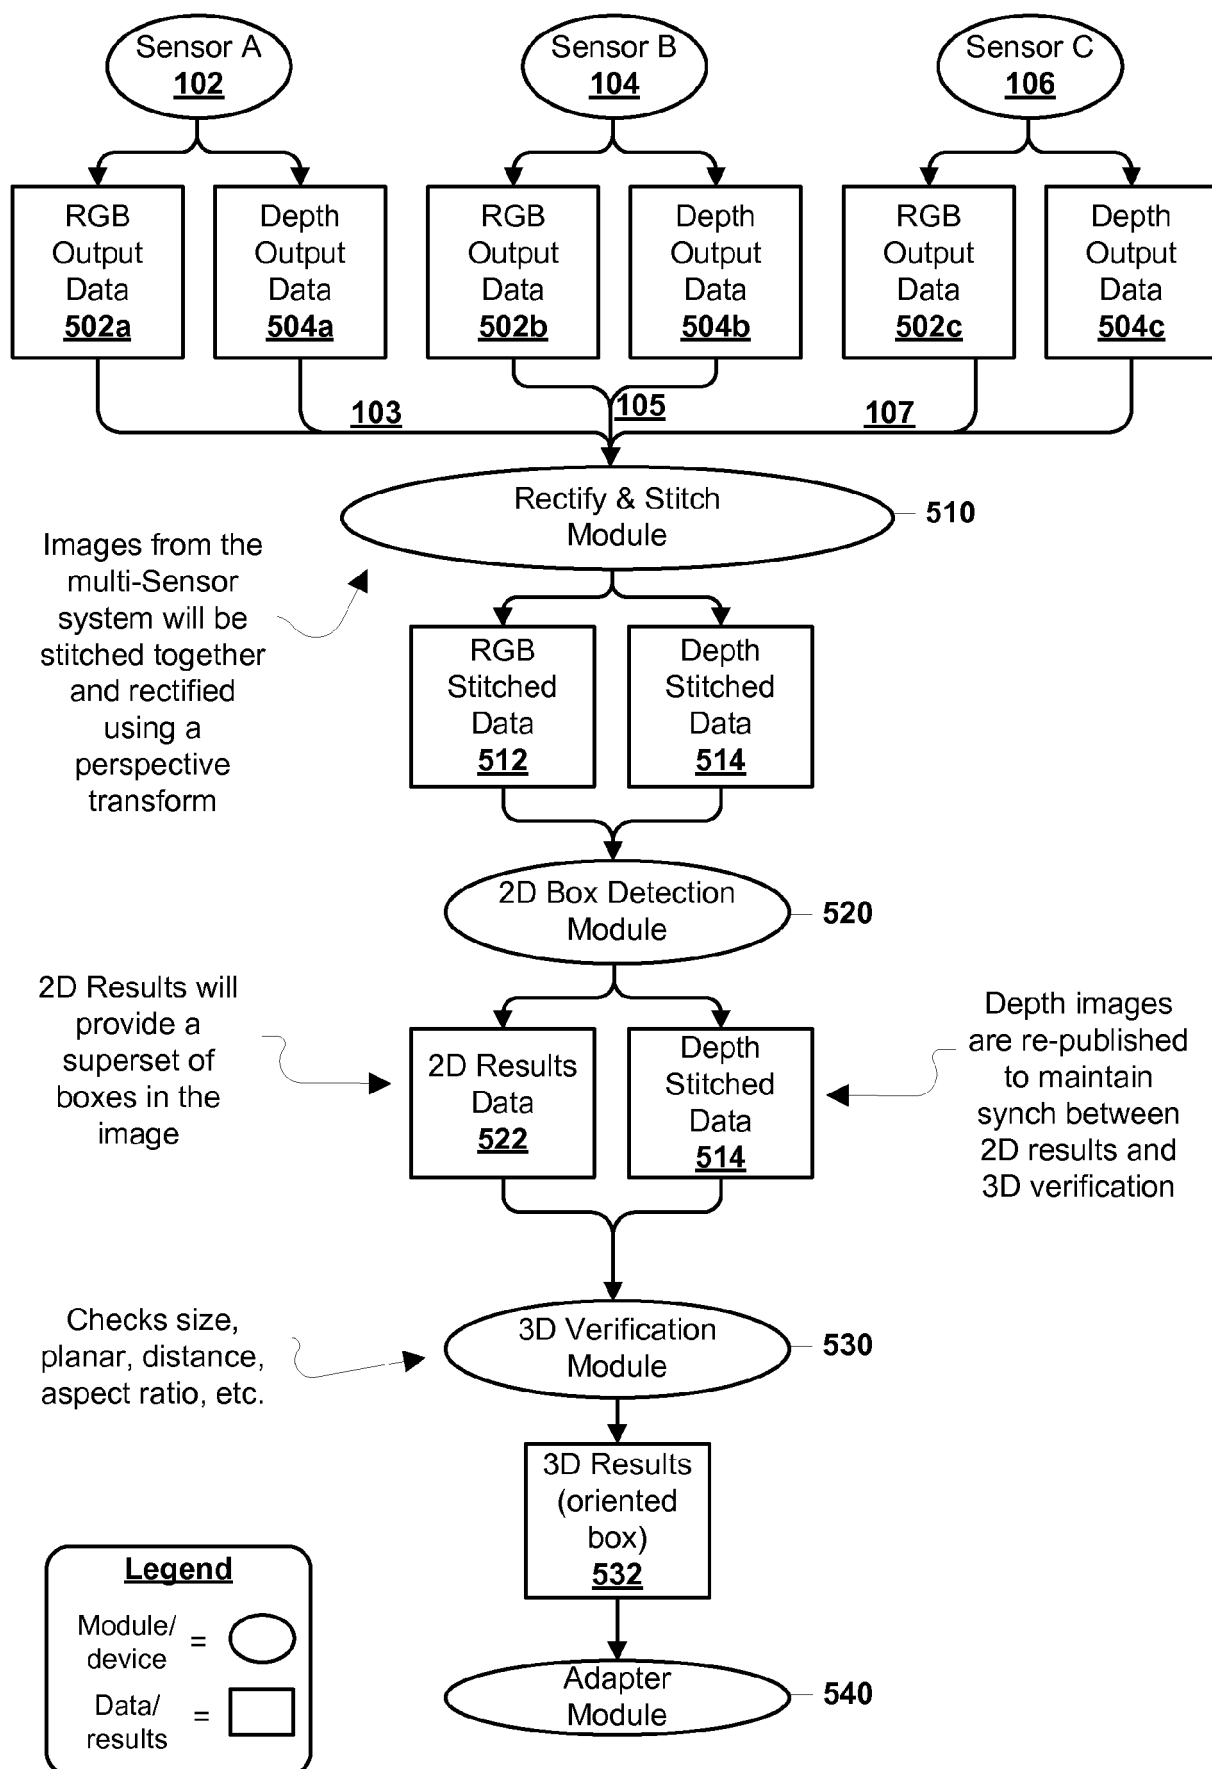 Sensor A
102
Sensor B
104
Sensor C
106
RGB
Output
Data
502a
Depth
Output
Data
504a
RGB
Output
Data
502b
Depth
Output
Data
504b
RGB
Output
Data
502c
Depth
Output
Data
504c
103
105
107
Rectify & Stitch
Module
510
Images from the
multi-Sensor
system will be
stitched together
and rectified
using a
perspective
transform
RGB
Stitched
Data
512
Depth
Stitched
Data
514
2D Box Detection
Module
520
2D Results will
provide a
superset of
boxes in the
image
2D Results
Data
522
Depth
Stitched
Data
514
Depth images
are re-published
to maintain
synch between
2D results and
3D verification
Checks size,
planar, distance,
aspect ratio, etc.
3D Verification
Module
530
3D Results
(oriented
box)
532
Adapter
Module
540
Legend
Module/
device
=
Data/
results
=